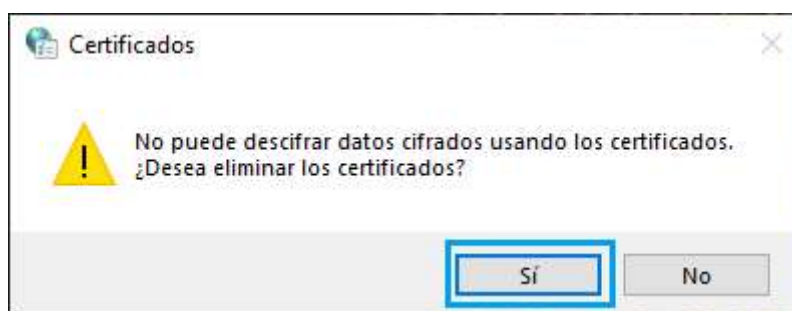 Certificados
No puede descifrar datos cifrados usando los certificados.
¿Desea eliminar los certificados?
Sí No